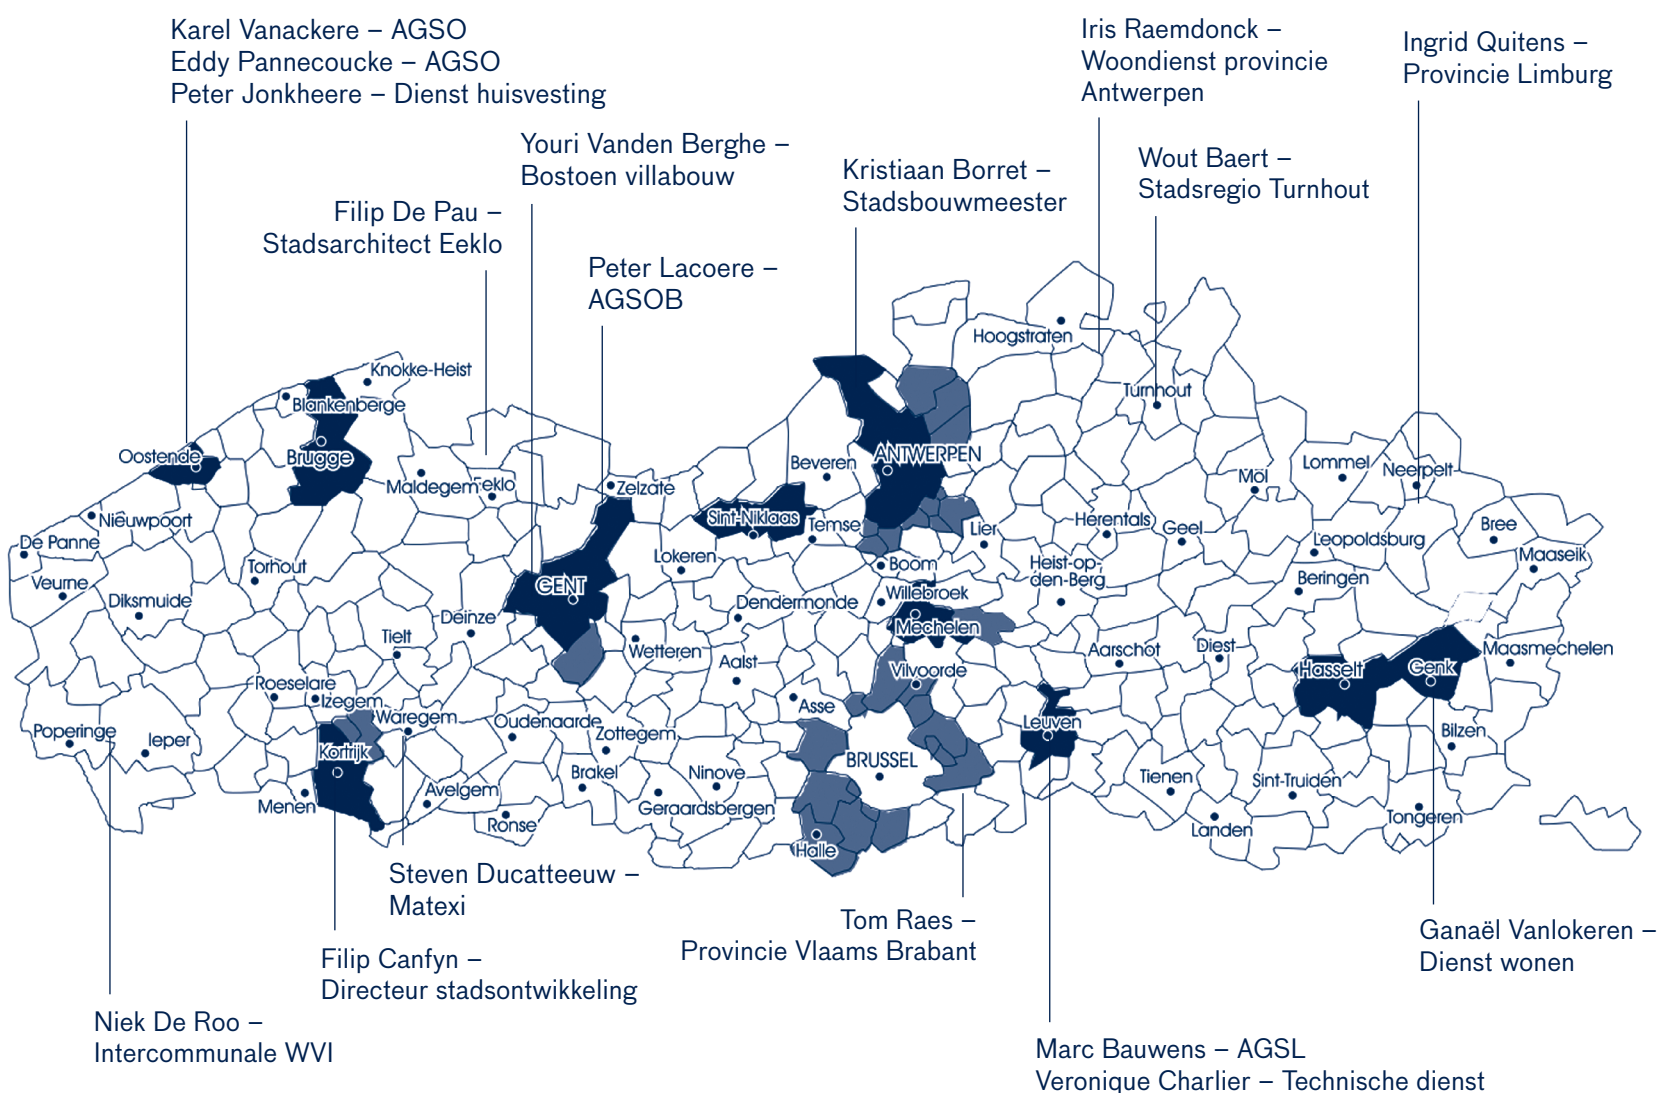 Karel Vanackere – AGSO
Eddy Pannecoucke – AGSO
Peter Jonkheere – Dienst huisvesting
Iris Raemdonck –
Woondienst provincie
Antwerpen
Ingrid Quitens –
Provincie Limburg
Youri Vanden Berghe –
Bostoen villabouw
Kristiaan Borret –
Stadsbouwmeester
Wout Baert –
Stadsregio Turnhout
Filip De Pau –
Stadsarchitect Eeklo
Peter Lacoere –
AGSOB
Hoogstraten
Knokke-Heist
Blankenberge
Turnhout
Oostende
Brugge
ANTWERPEN
Beveren
Maldegem
Eeklo
Zelzate
Mol
Lommel
Neerpelt
Nieuwpoort
Sint-Niklaas
Temse
Lier
Herentals
Geel
Bree
De Panne
Lokeren
Boom
Leopoldsburg
Maaseik
Veurne
Torhout
GENT
Heist-op-
den-Berg
Beringen
Diksmuide
Deinze
Dendermonde
Willebroek
Mechelen
Tielt
Wetteren
Aalst
Aarschot
Diest
Maasmechelen
Roeselare
Izegem
Vilvoorde
Hasselt
Genk
Asse
Waregem
Oudenaarde
Zottegem
Leuven
Poperinge
Ieper
Kortrijk
BRUSSEL
Bilzen
Brakel
Ninove
Tienen
Sint-Truiden
Menen
Avelgem
Geraardsbergen
Ronse
Landen
Tongeren
Halle
Steven Ducatteeuw –
Matexi
Tom Raes –
Provincie Vlaams Brabant
Ganaël Vanlokeren –
Dienst wonen
Filip Canfyn –
Directeur stadsontwikkeling
Niek De Roo –
Intercommunale WVI
Marc Bauwens – AGSL
Veronique Charlier – Technische dienst